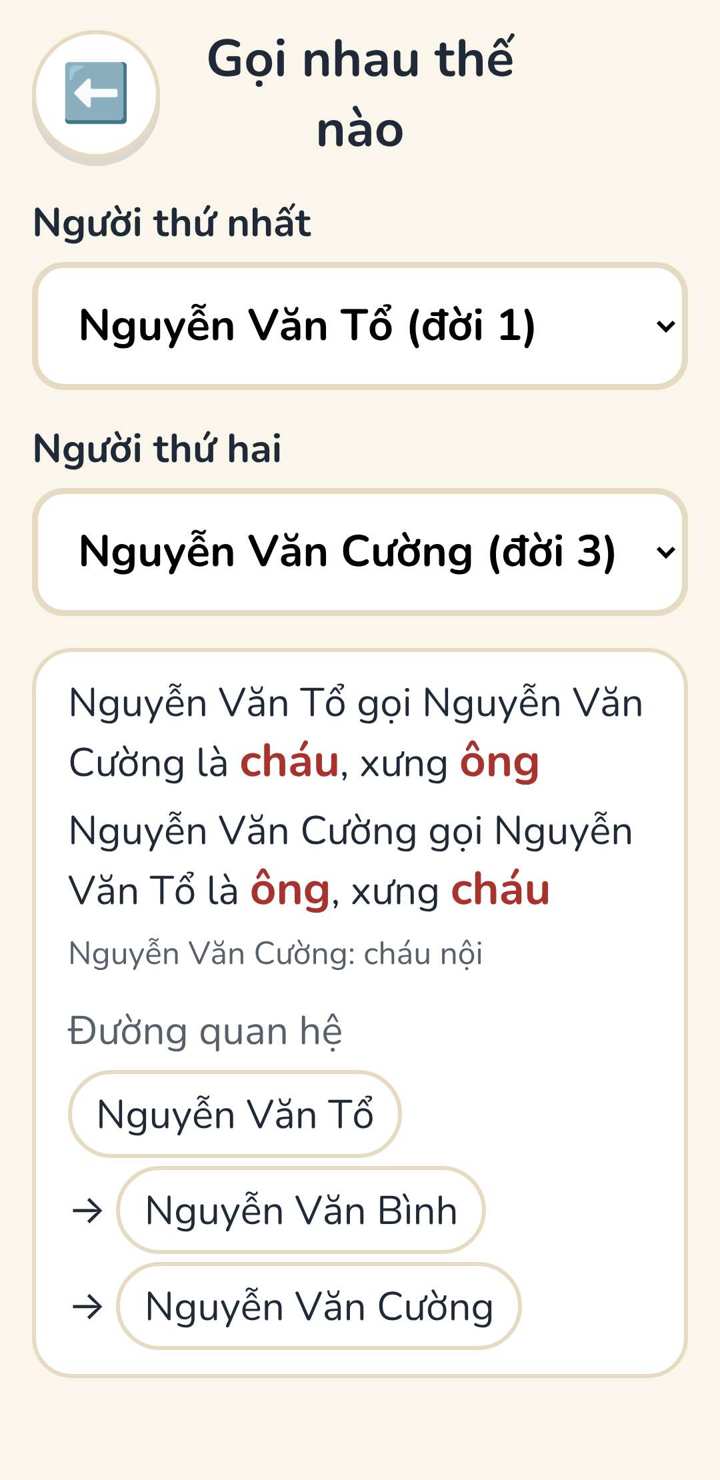 Gọi nhau thế
nào
Người thứ nhất
Nguyễn Văn Tổ (đời 1)
Người thứ hai
Nguyễn Văn Cường (đời 3)
Nguyễn Văn Tổ gọi Nguyễn Văn
Cường là cháu, xưng ông
Nguyễn Văn Cường gọi Nguyễn
Văn Tổ là ông, xưng cháu
Nguyễn Văn Cường: cháu nội
Đường quan hệ
Nguyễn Văn Tổ
→ Nguyễn Văn Bình
→ Nguyễn Văn Cường